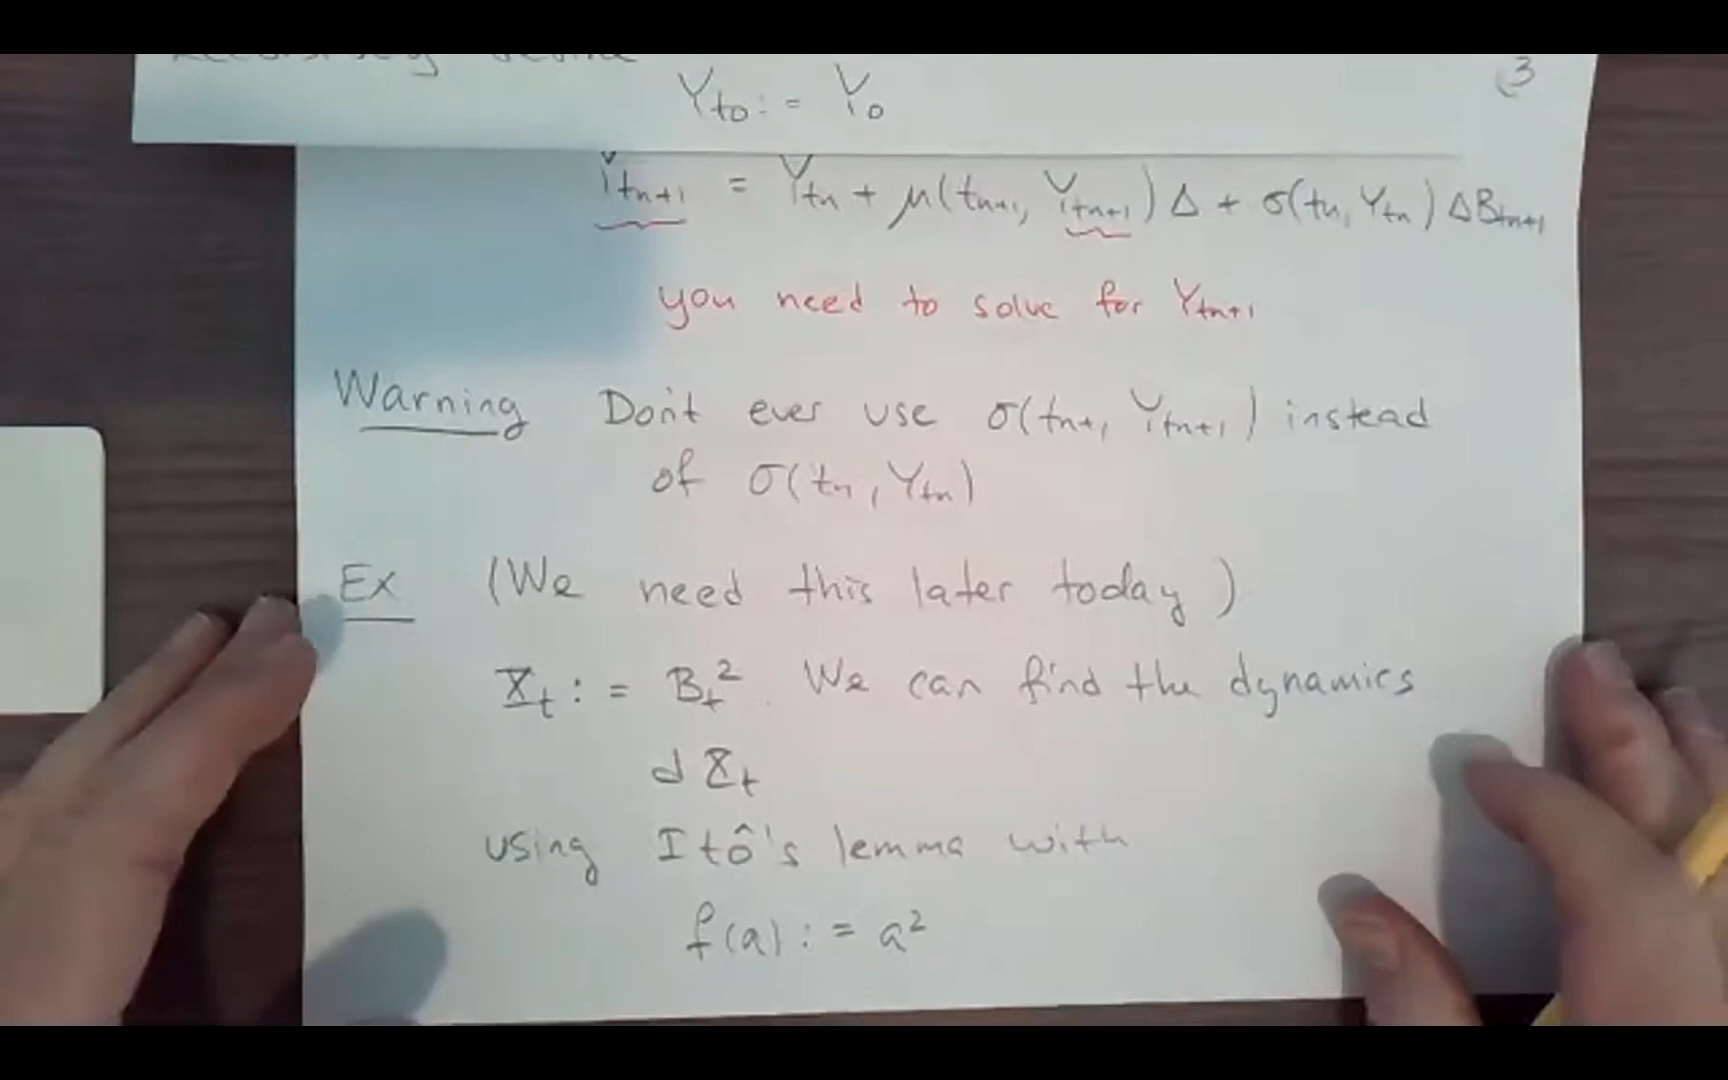 Y_{t_0} := Y_0
3
Y_{t_{n+1}} = Y_{t_n} + μ(t_{n+1}, Y_{t_{n+1}}) Δ + σ(t_n, Y_{t_n}) ΔB_{t_{n+1}}
you need to solve for Y_{t_{n+1}}
Warning Don't ever use σ(t_{n+1}, Y_{t_{n+1}}) instead
of σ(t_n, Y_{t_n})
Ex (We need this later today)
X_t := B_t^2. We can find the dynamics
dX_t
using Itô's lemma with
f(a) := a^2